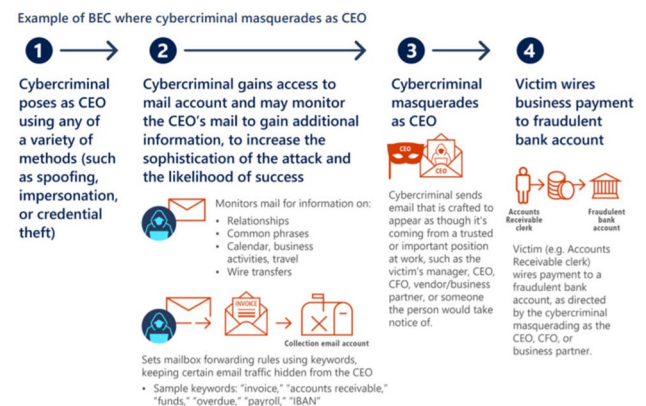 Example of BEC where cybercriminal masquerades as CEO
1
Cybercriminal
poses as CEO
using any of
a variety of
methods (such
as spoofing,
impersonation,
or credential
theft)
2
Cybercriminal gains access to
mail account and may monitor
the CEO's mail to gain additional
information, to increase the
sophistication of the attack and
the likelihood of success
Monitors mail for information on:
• Relationships
• Common phrases
• Calendar, business
activities, travel
• Wire transfers
INVOICE
Collection email account
Sets mailbox forwarding rules using keywords,
keeping certain email traffic hidden from the CEO
• Sample keywords: "invoice," "accounts receivable,"
"funds," "overdue," "payroll," "IBAN"
3
Cybercriminal
masquerades
as CEO
CEO
CEO
Cybercriminal sends
email that is crafted to
appear as though it's
coming from a trusted
or important position
at work, such as the
victim's manager, CEO,
CFO, vendor/business
partner, or someone
the person would take
notice of.
4
Victim wires
business payment
to fraudulent
bank account
Accounts
Receivable
clerk
Fraudulent
bank
account
Victim (e.g. Accounts
Receivable clerk)
wires payment to a
fraudulent bank
account, as directed
by the cybercriminal
masquerading as the
CEO, CFO, or
business partner.